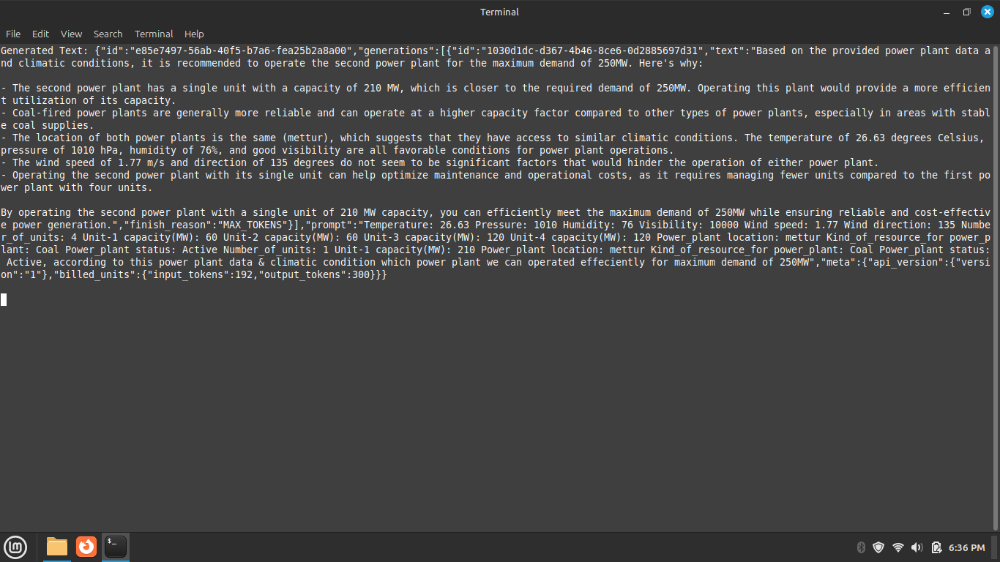 Terminal
File Edit View Search Terminal Help
Generated Text: {"id":"e85e7497-56ab-40f5-b7a6-fea25b2a8a00","generations":[{"id":"1030d1dc-d367-4b46-8ce6-0d2885697d31","text":"Based on the provided power plant data a
nd climatic conditions, it is recommended to operate the second power plant for the maximum demand of 250MW. Here's why:
- The second power plant has a single unit with a capacity of 210 MW, which is closer to the required demand of 250MW. Operating this plant would provide a more efficien
t utilization of its capacity.
- Coal-fired power plants are generally more reliable and can operate at a higher capacity factor compared to other types of power plants, especially in areas with stabl
e coal supplies.
- The location of both power plants is the same (mettur), which suggests that they have access to similar climatic conditions. The temperature of 26.63 degrees Celsius,
pressure of 1010 hPa, humidity of 76%, and good visibility are all favorable conditions for power plant operations.
- The wind speed of 1.77 m/s and direction of 135 degrees do not seem to be significant factors that would hinder the operation of either power plant.
- Operating the second power plant with its single unit can help optimize maintenance and operational costs, as it requires managing fewer units compared to the first po
wer plant with four units.
By operating the second power plant with a single unit of 210 MW capacity, you can efficiently meet the maximum demand of 250MW while ensuring reliable and cost-effectiv
e power generation.","finish_reason":"MAX_TOKENS"}],"prompt":"Temperature: 26.63 Pressure: 1010 Humidity: 76 Visibility: 10000 Wind speed: 1.77 Wind direction: 135 Numbe
r_of_units: 4 Unit-1 capacity(MW): 60 Unit-2 capacity(MW): 60 Unit-3 capacity(MW): 120 Unit-4 capacity(MW): 120 Power_plant location: mettur Kind_of_resource_for power_p
lant: Coal Power_plant status: Active Number_of_units: 1 Unit-1 capacity(MW): 210 Power_plant location: mettur Kind_of_resource_for power_plant: Coal Power_plant status:
Active, according to this power plant data & climatic condition which power plant we can operated effeciently for maximum demand of 250MW","meta":{"api_version":{"versi
on":"1"},"billed_units":{"input_tokens":192,"output_tokens":300}}}
6:36 PM